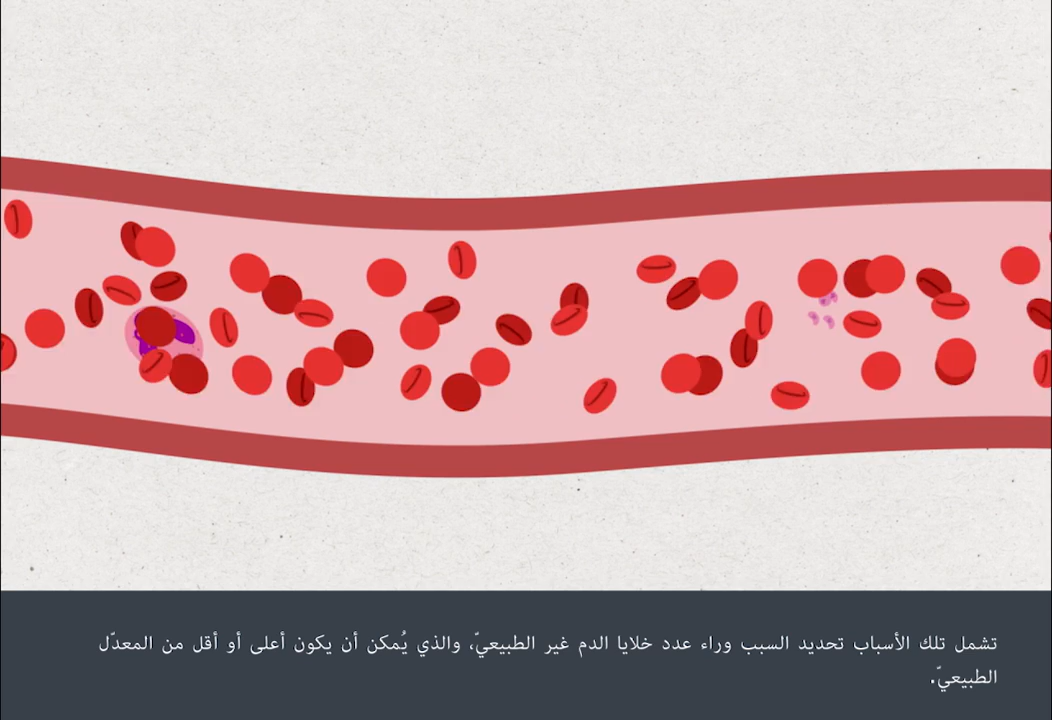 تشمل تلك الأسباب تحديد السبب وراء عدد خلايا الدم غير الطبيعيّ، والذي يُمكن أن يكون أعلى أو أقل من المعدّل
الطبيعيّ.